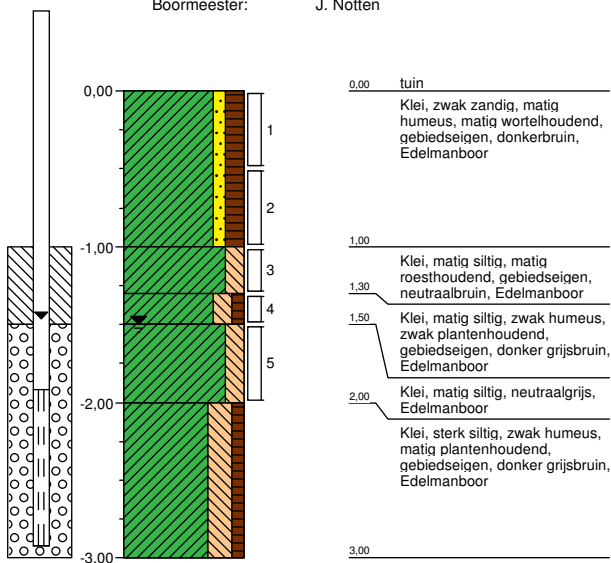 Boormeester: J. Notten
0,00
-1,00
-2,00
-3,00
1
2
3
4
5
0,00 tuin
Klei, zwak zandig, matig
humeus, matig wortelhoudend,
gebiedseigen, donkerbruin,
Edelmanboor
1,00
Klei, matig siltig, matig
roesthoudend, gebiedseigen,
neutraalbruin, Edelmanboor
1,30
Klei, matig siltig, zwak humeus,
zwak plantenhoudend,
gebiedseigen, donker grijsbruin,
Edelmanboor
1,50
Klei, matig siltig, neutraalgrijs,
Edelmanboor
2,00
Klei, sterk siltig, zwak humeus,
matig plantenhoudend,
gebiedseigen, donker grijsbruin,
Edelmanboor
3,00